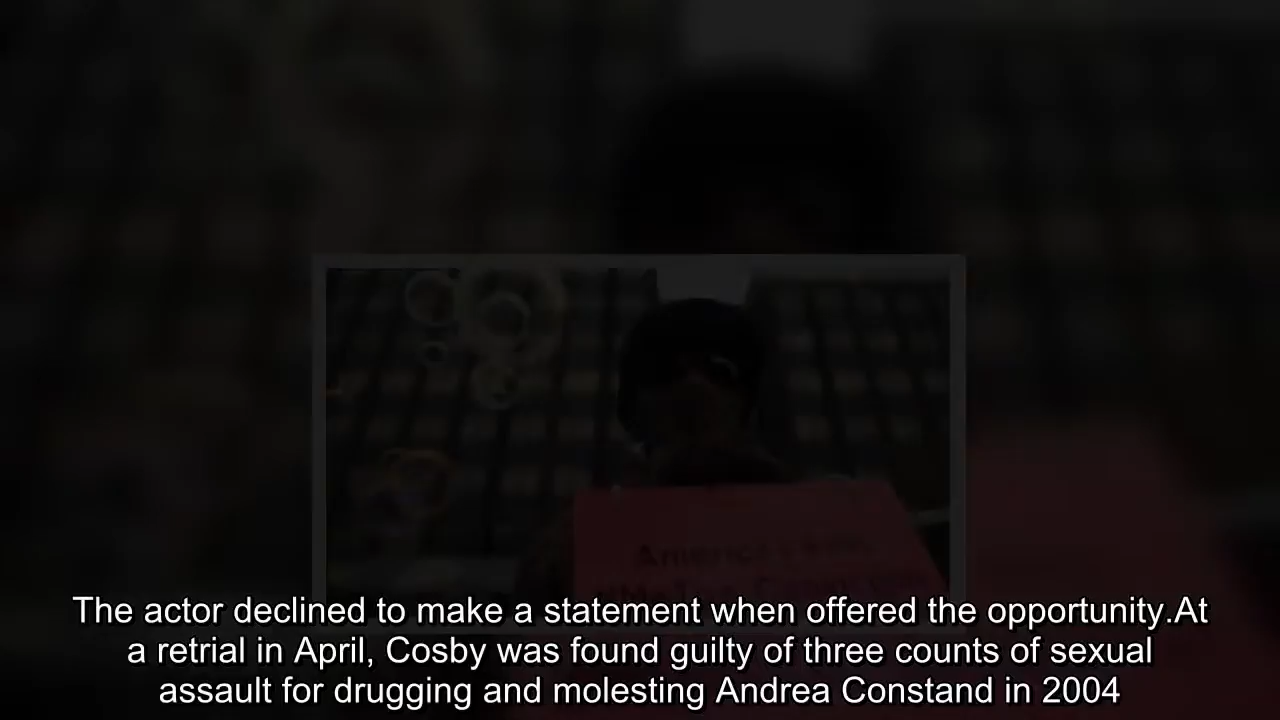 The actor declined to make a statement when offered the opportunity.At
a retrial in April, Cosby was found guilty of three counts of sexual
assault for drugging and molesting Andrea Constand in 2004